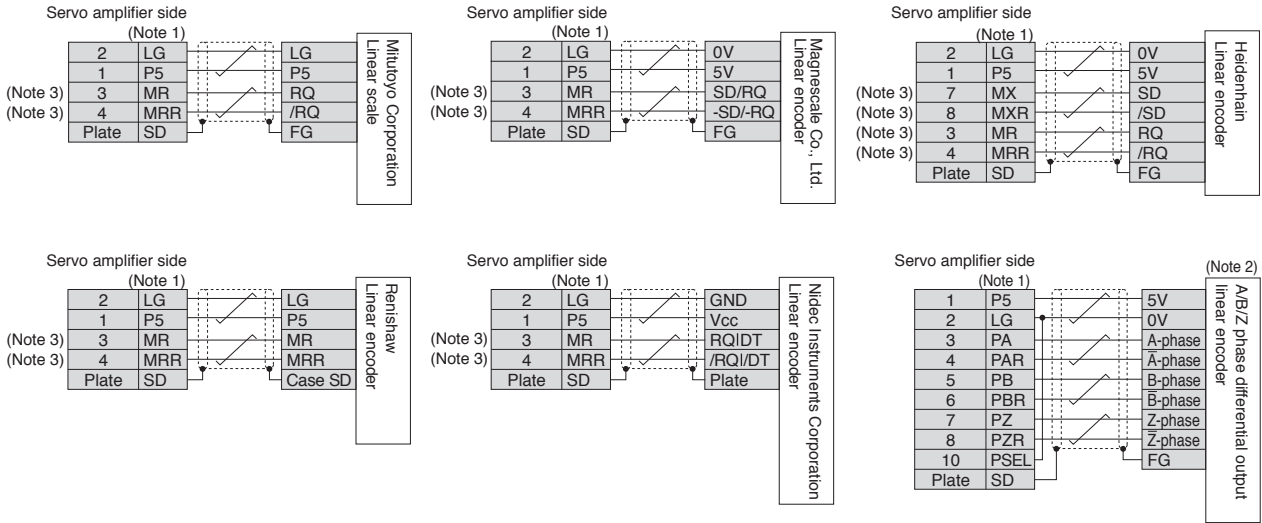 Servo amplifier side
(Note 1)
2 LG LG
1 P5 P5
(Note 3) 3 MR RQ
(Note 3) 4 MRR /RQ
Plate SD FG
Mitutoyo Corporation
Linear scale
Servo amplifier side
(Note 1)
2 LG 0V
1 P5 5V
(Note 3) 3 MR SD/RQ
(Note 3) 4 MRR -SD/-RQ
Plate SD FG
Magnescale Co., Ltd.
Linear encoder
Servo amplifier side
(Note 1)
2 LG 0V
1 P5 5V
(Note 3) 7 MX SD
(Note 3) 8 MXR /SD
(Note 3) 3 MR RQ
(Note 3) 4 MRR /RQ
Plate SD FG
Heidenhain
Linear encoder
Servo amplifier side
(Note 1)
2 LG LG
1 P5 P5
(Note 3) 3 MR MR
(Note 3) 4 MRR MRR
Plate SD Case SD
Renishaw
Linear encoder
Servo amplifier side
(Note 1)
2 LG GND
1 P5 Vcc
(Note 3) 3 MR RQ|DT
(Note 3) 4 MRR /RQ|/DT
Plate SD Plate
Nidec Instruments Corporation
Linear encoder
Servo amplifier side
(Note 1)
(Note 2)
1 P5 5V
2 LG 0V
3 PA A-phase
4 PAR A̅-phase
5 PB B-phase
6 PBR B̅-phase
7 PZ Z-phase
8 PZR Z̅-phase
10 PSEL FG
Plate SD
A/B/Z phase differential output
linear encoder